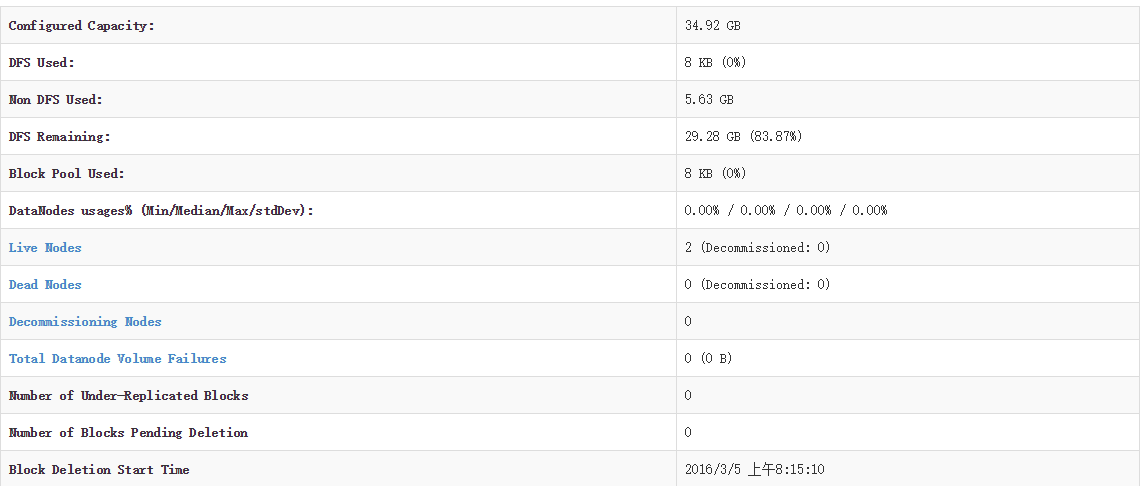 Configured Capacity: 34.92 GB
DFS Used: 8 KB (0%)
Non DFS Used: 5.63 GB
DFS Remaining: 29.28 GB (83.87%)
Block Pool Used: 8 KB (0%)
DataNodes usages% (Min/Median/Max/stdDev): 0.00% / 0.00% / 0.00% / 0.00%
Live Nodes 2 (Decommissioned: 0)
Dead Nodes 0 (Decommissioned: 0)
Decommissioning Nodes 0
Total Datanode Volume Failures 0 (0 B)
Number of Under-Replicated Blocks 0
Number of Blocks Pending Deletion 0
Block Deletion Start Time 2016/3/5 上午8:15:10